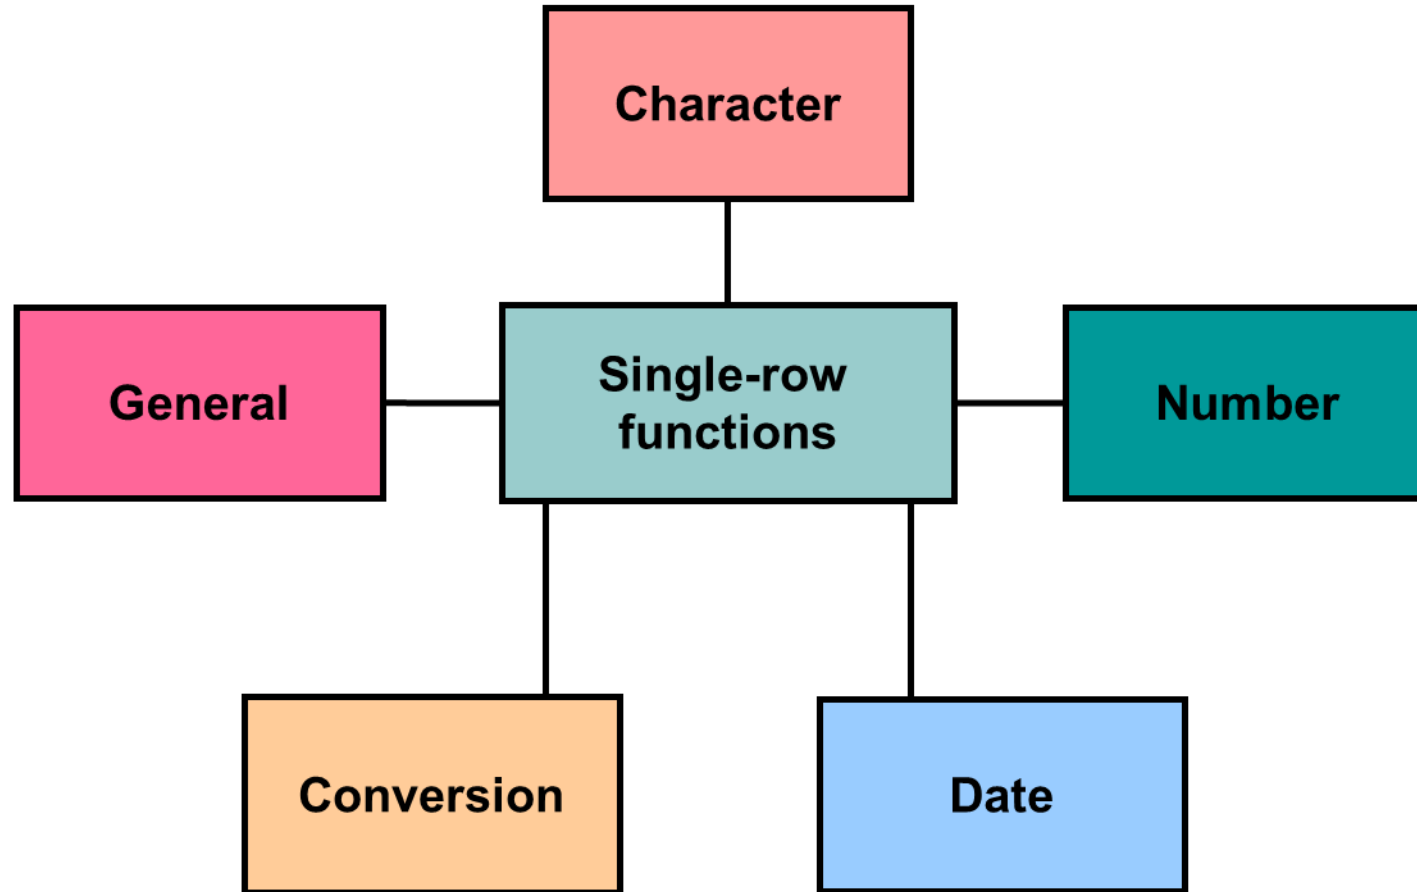 Character
General
Single-row
functions
Number
Conversion
Date